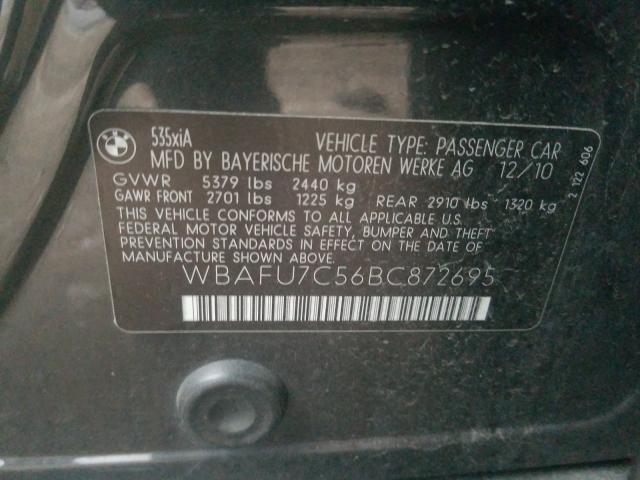 BMW
535xiA
VEHICLE TYPE: PASSENGER CAR
MFD BY BAYERISCHE MOTOREN WERKE AG 12/10
GVWR 5379 lbs 2440 kg
GAWR FRONT 2701 lbs 1225 kg REAR 2910 lbs 1320 kg
THIS VEHICLE CONFORMS TO ALL APPLICABLE U.S.
FEDERAL MOTOR VEHICLE SAFETY, BUMPER AND THEFT
PREVENTION STANDARDS IN EFFECT ON THE DATE OF
MANUFACTURE SHOWN ABOVE.
WBAFU7C56BC872695
2 122 606